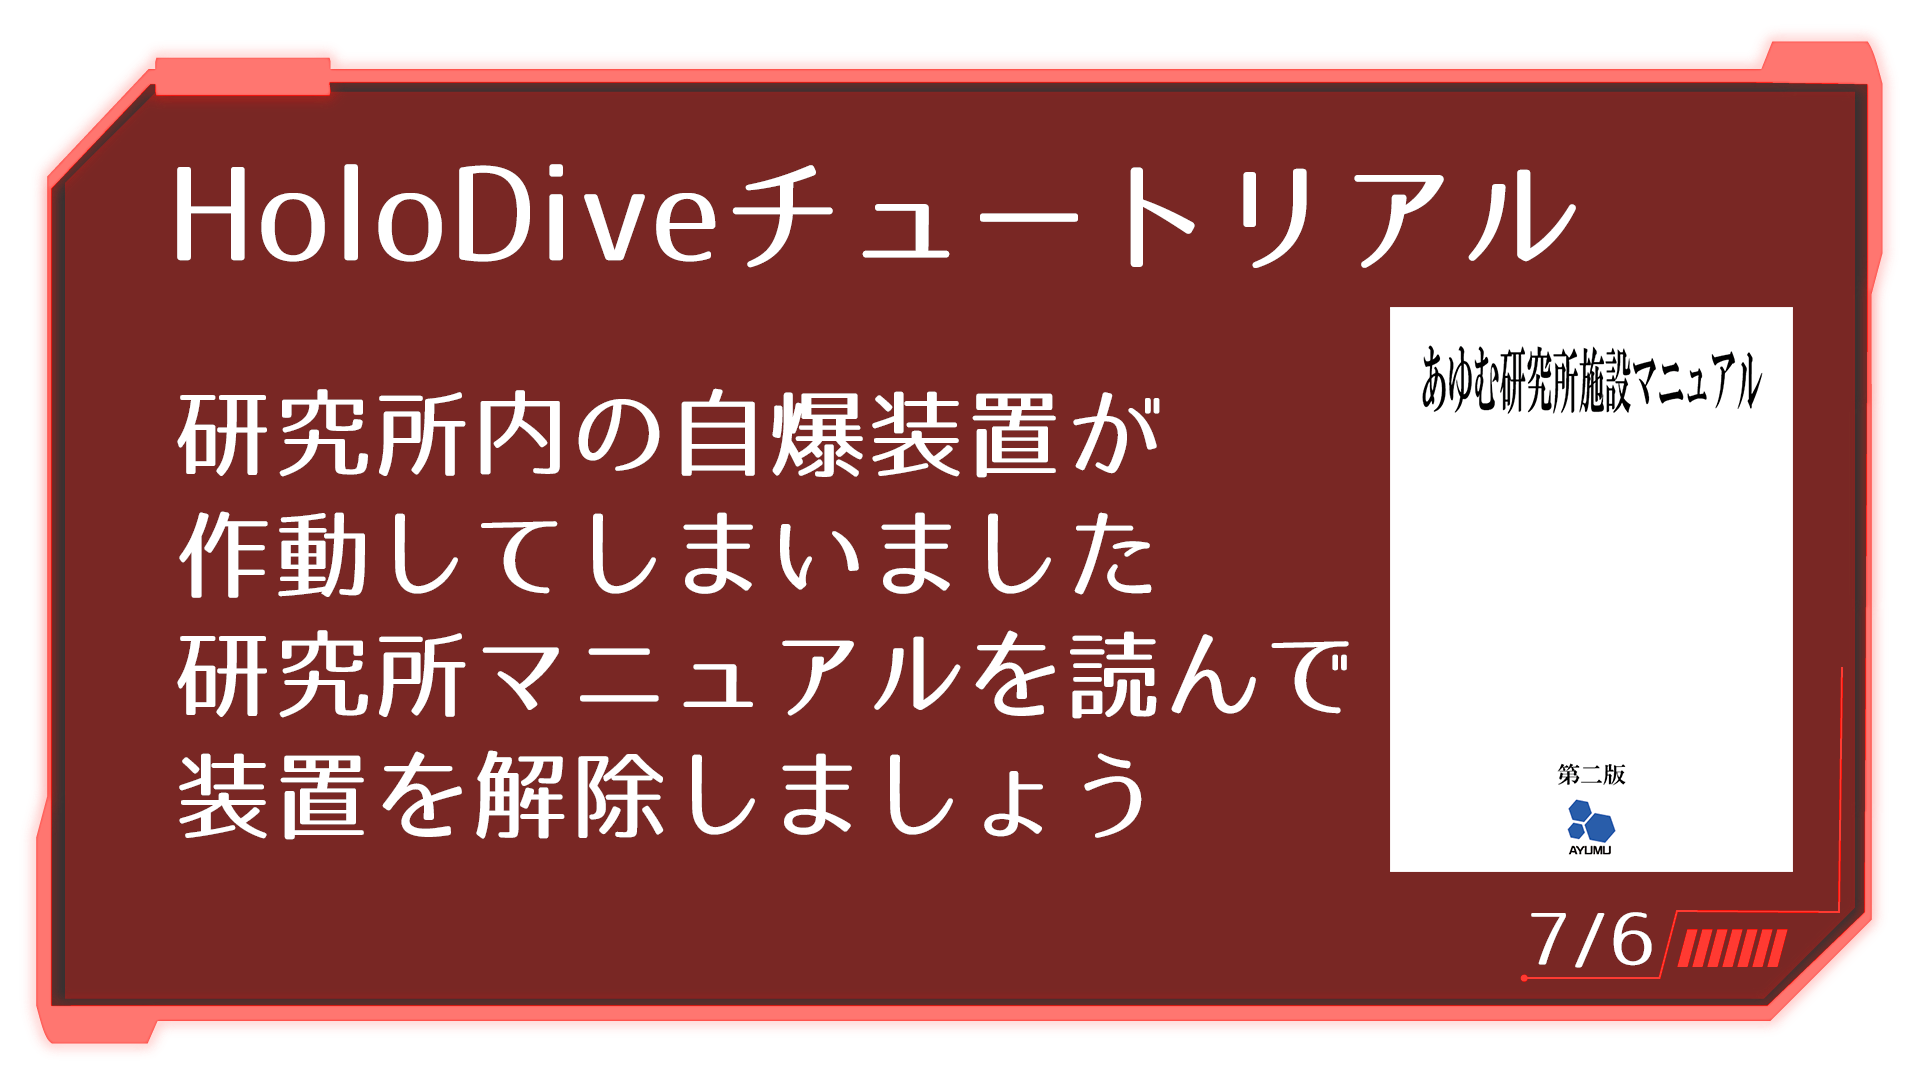 HoloDiveチュートリアル
研究所内の自爆装置が
作動してしまいました
研究所マニュアルを読んで
装置を解除しましょう
あゆむ研究所施設マニュアル
第二版
AYUMU
7/6